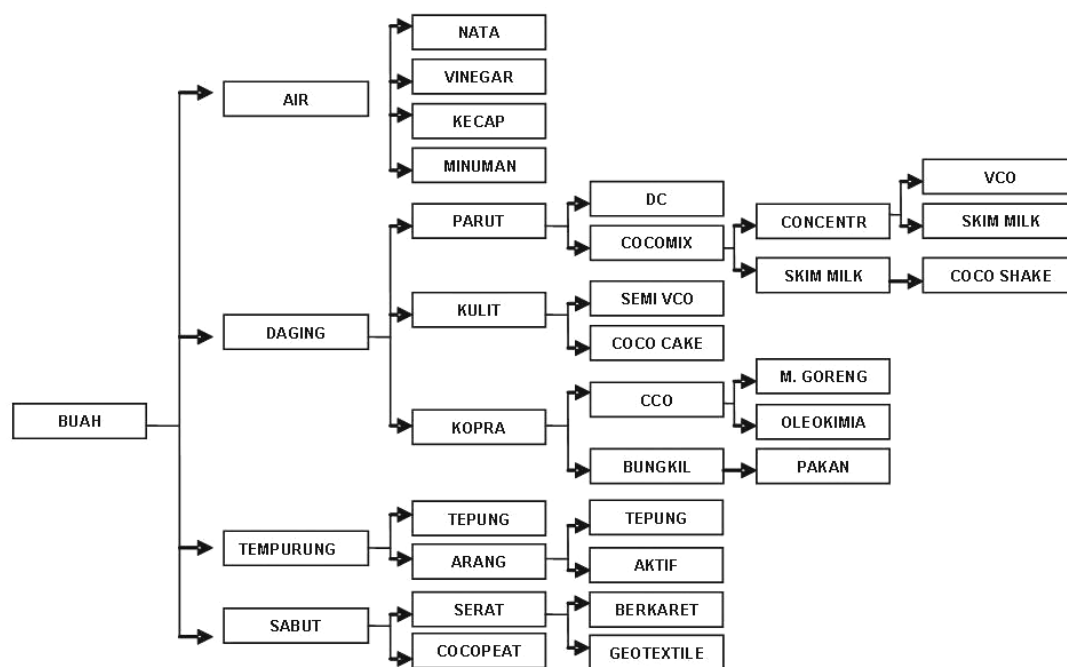 BUAH
AIR
NATA
VINEGAR
KECAP
MINUMAN
DAGING
PARUT
DC
COCOMIX
CONCENTR
VCO
SKIM MILK
SKIM MILK
COCO SHAKE
KULIT
SEMI VCO
COCO CAKE
KOPRA
CCO
M. GORENG
OLEOKIMIA
BUNGKIL
PAKAN
TEMPURUNG
TEPUNG
ARANG
TEPUNG
AKTIF
SABUT
SERAT
BERKARET
GEOTEXTILE
COCOPEAT